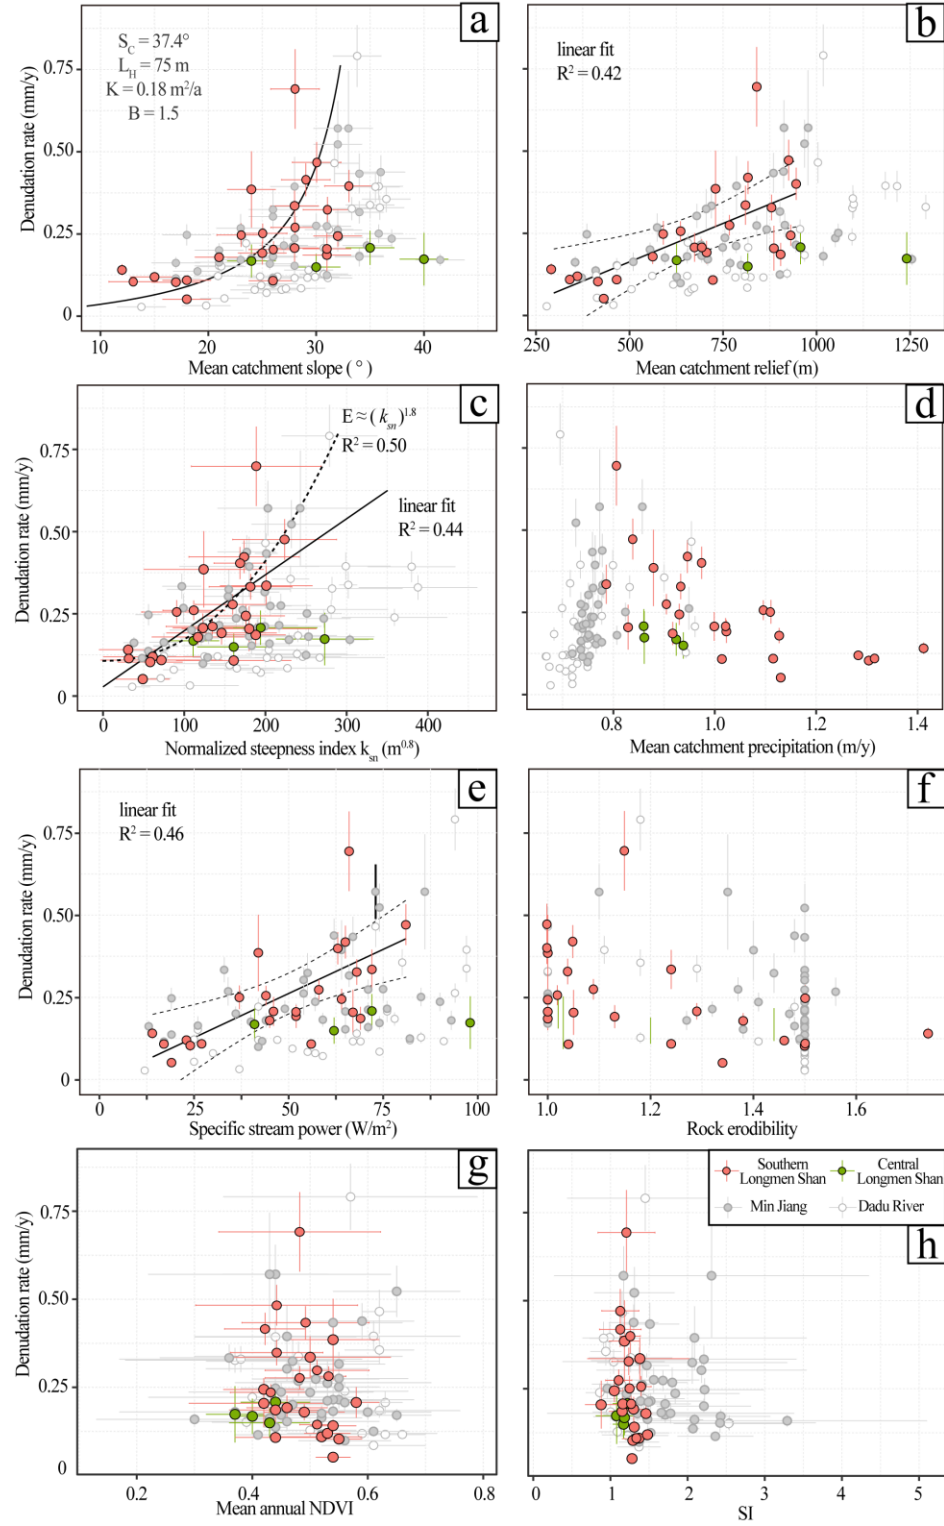 a
S_C = 37.4°
L_H = 75 m
K = 0.18 m²/a
B = 1.5
0.75
0.50
0.25
0
Denudation rate (mm/y)
10 20 30 40
Mean catchment slope ( ° )
b
linear fit
R² = 0.42
250 500 750 1000 1250
Mean catchment relief (m)
c
E ≈ (k_sn)^1.8
R² = 0.50
linear fit
R² = 0.44
0.75
0.50
0.25
0
Denudation rate (mm/y)
0 100 200 300 400
Normalized steepness index k_sn (m^0.8)
d
0.8 1.0 1.2 1.4
Mean catchment precipitation (m/y)
e
linear fit
R² = 0.46
0.75
0.50
0.25
0
Denudation rate (mm/y)
0 25 50 75 100
Specific stream power (W/m²)
f
1.0 1.2 1.4 1.6
Rock erodibility
g
0.75
0.50
0.25
0
Denudation rate (mm/y)
0.2 0.4 0.6 0.8
Mean annual NDVI
Southern Longmen Shan
Central Longmen Shan
Min Jiang
Dadu River
h
0 1 2 3 4 5
SI